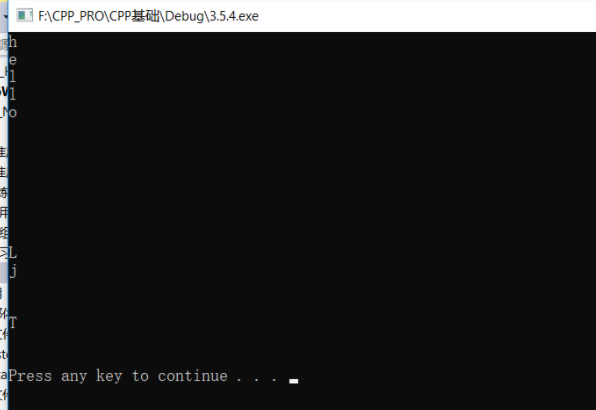 F:\CPP_PRO\CPP基础\Debug\3.5.4.exe
h
e
l
l
o
L
j
T
Press any key to continue . . .